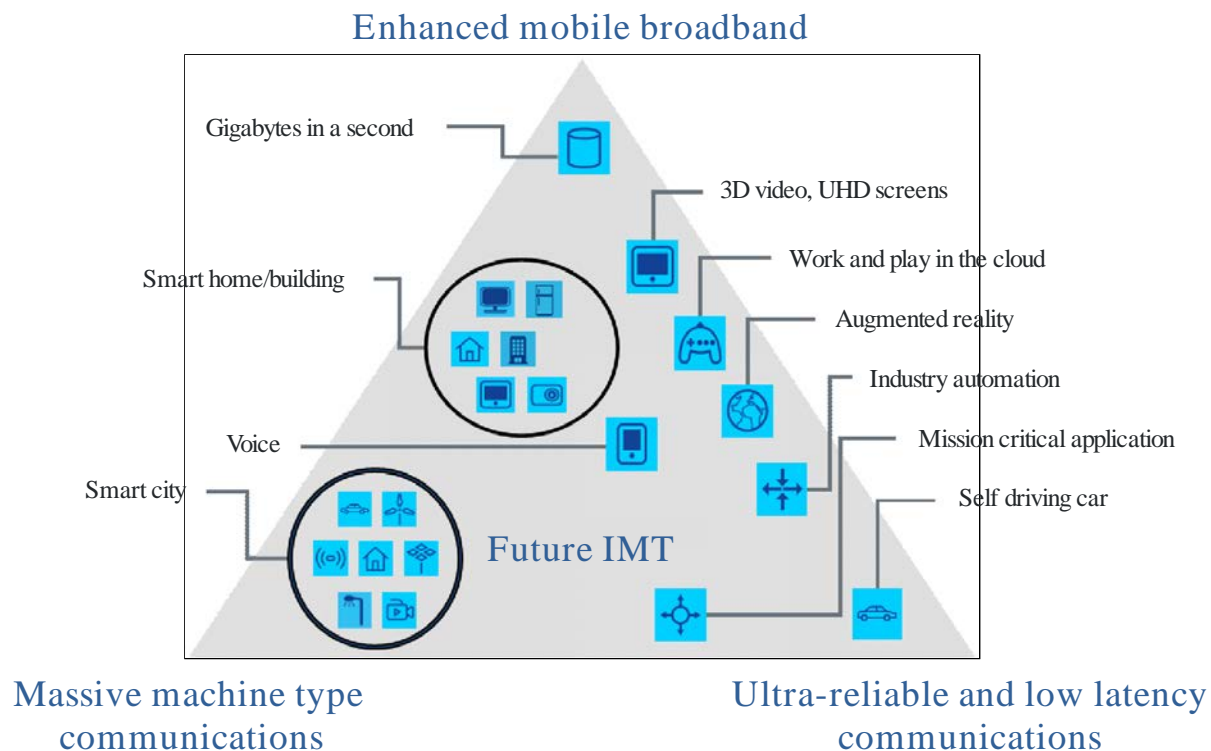 Enhanced mobile broadband
Gigabytes in a second
3D video, UHD screens
Work and play in the cloud
Smart home/building
Augmented reality
Industry automation
Voice
Mission critical application
Smart city
Self driving car
Future IMT
Massive machine type
communications
Ultra-reliable and low latency
communications